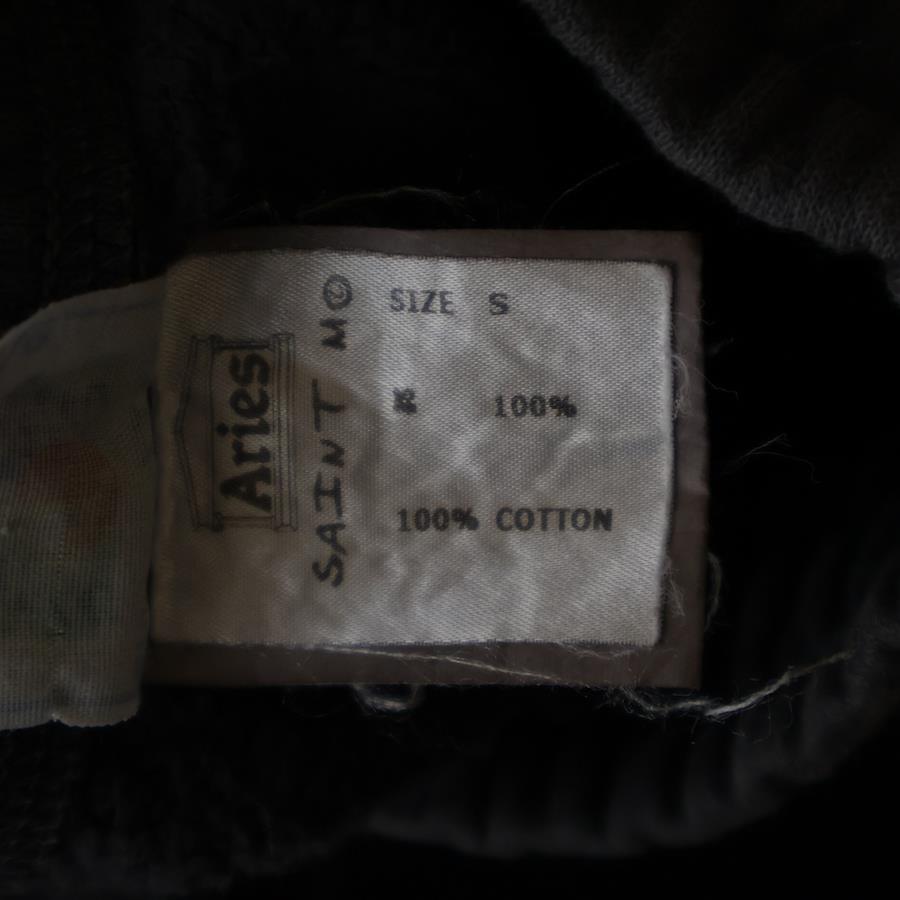 Aries
SAINT M☺
SIZE S
100%
100% COTTON